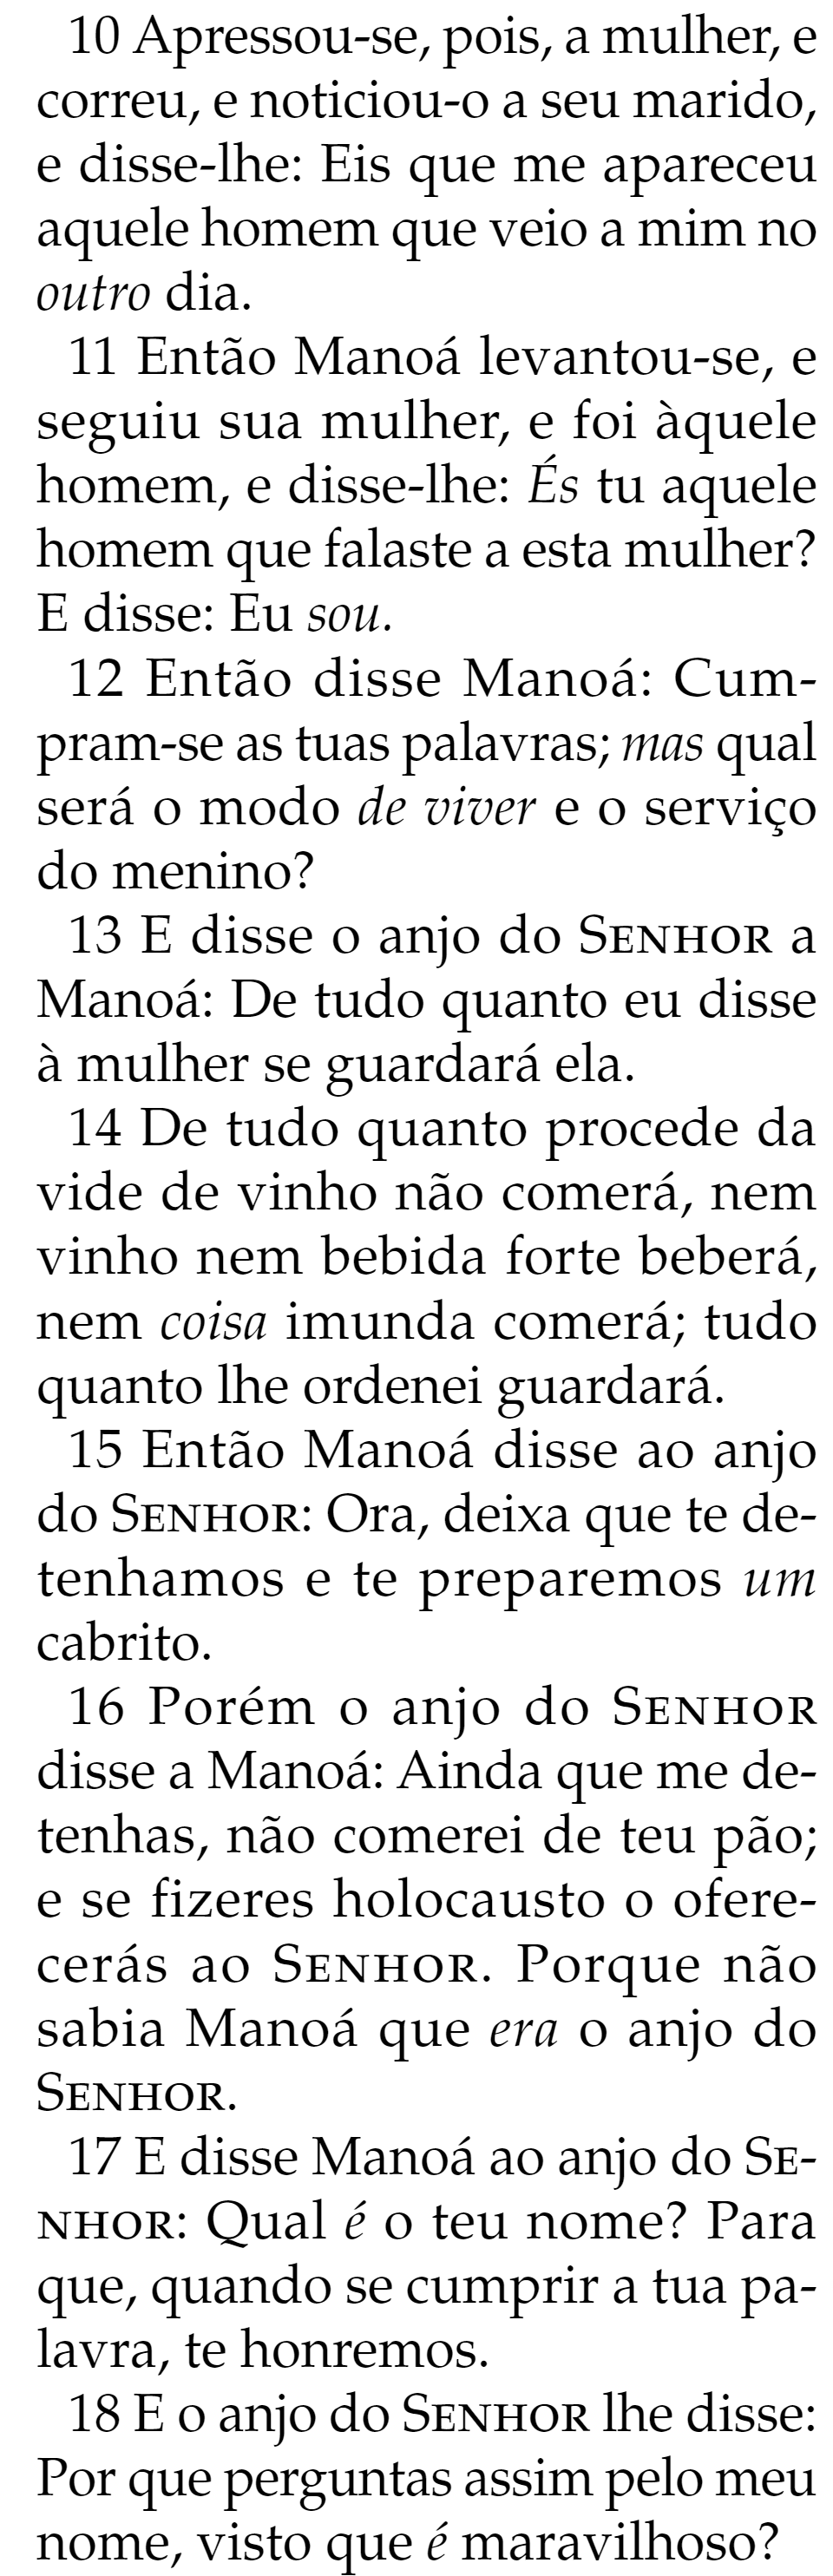 10 Apressou-se, pois, a mulher, e
correu, e noticiou-o a seu marido,
e disse-lhe: Eis que me apareceu
aquele homem que veio a mim no
outro dia.
11 Então Manoá levantou-se, e
seguiu sua mulher, e foi àquele
homem, e disse-lhe: És tu aquele
homem que falaste a esta mulher?
E disse: Eu sou.
12 Então disse Manoá: Cum-
pram-se as tuas palavras; mas qual
será o modo de viver e o serviço
do menino?
13 E disse o anjo do SENHOR a
Manoá: De tudo quanto eu disse
à mulher se guardará ela.
14 De tudo quanto procede da
vide de vinho não comerá, nem
vinho nem bebida forte beberá,
nem coisa imunda comerá; tudo
quanto lhe ordenei guardará.
15 Então Manoá disse ao anjo
do SENHOR: Ora, deixa que te de-
tenhamos e te preparemos um
cabrito.
16 Porém o anjo do SENHOR
disse a Manoá: Ainda que me de-
tenhas, não comerei de teu pão;
e se fizeres holocausto o ofere-
cerás ao SENHOR. Porque não
sabia Manoá que era o anjo do
SENHOR.
17 E disse Manoá ao anjo do SE-
NHOR: Qual é o teu nome? Para
que, quando se cumprir a tua pa-
lavra, te honremos.
18 E o anjo do SENHOR lhe disse:
Por que perguntas assim pelo meu
nome, visto que é maravilhoso?